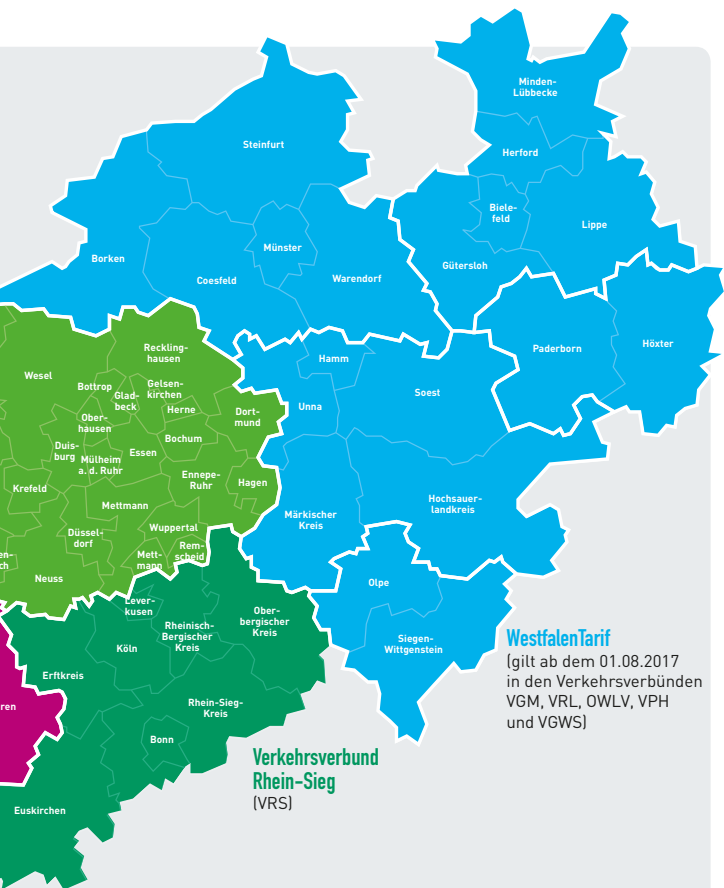 Minden-
Lübbecke
Steinfurt
Herford
Biele-
feld
Lippe
Münster
Borken
Coesfeld
Warendorf
Gütersloh
Paderborn
Höxter
Reckling-
hausen
Hamm
Wesel
Bottrop
Gelsen-
kirchen
Glad-
beck
Soest
Unna
Herne
Dort-
mund
Ober-
hausen
Bochum
Duis-
burg
Essen
Mülheim
a. d. Ruhr
Ennepe-
Ruhr
Hagen
Krefeld
Mettmann
Hochsauer-
landkreis
Märkischer
Kreis
Wuppertal
Düssel-
dorf
Rem-
scheid
en-
ch
Mett-
mann
Neuss
Olpe
Lever-
kusen
Ober-
bergischer
Kreis
Rheinisch-
Bergischer
Kreis
Köln
Siegen-
Wittgenstein
WestfalenTarif
(gilt ab dem 01.08.2017
in den Verkehrsverbünden
VGM, VRL, OWLV, VPH
und VGWS)
Erftkreis
ren
Rhein-Sieg-
Kreis
Bonn
Verkehrsverbund
Rhein-Sieg
(VRS)
Euskirchen